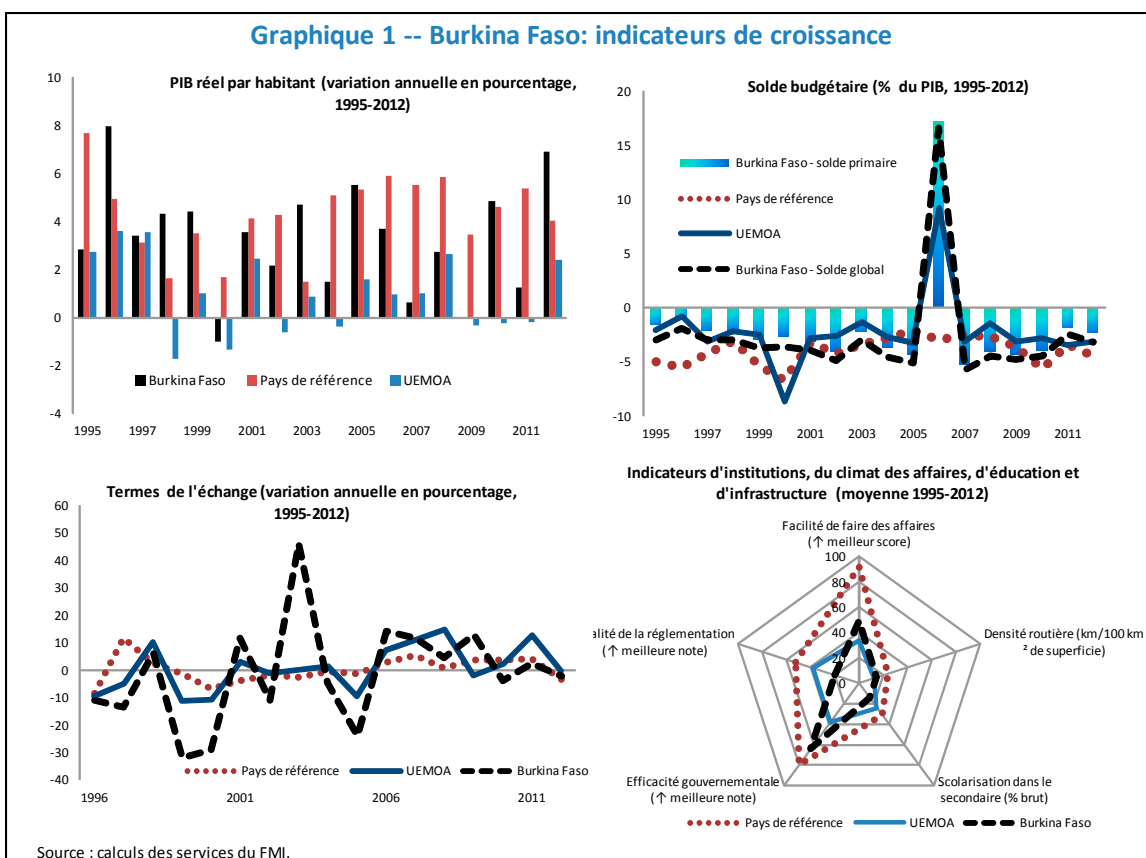 Graphique 1 -- Burkina Faso: indicateurs de croissance
PIB réel par habitant (variation annuelle en pourcentage,
1995-2012)
10
8
6
4
2
0
-2
-4
Burkina Faso
Pays de référence
UEMOA
1995
1997
1999
2001
2003
2005
2007
2009
2011
Solde budgétaire (% du PIB, 1995-2012)
20
15
10
5
0
-5
-10
Burkina Faso - solde primaire
Pays de référence
UEMOA
Burkina Faso - Solde global
1995
1997
1999
2001
2003
2005
2007
2009
2011
Termes de l'échange (variation annuelle en pourcentage,
1995-2012)
60
50
40
30
20
10
0
-10
-20
-30
-40
Pays de référence
UEMOA
Burkina Faso
1996
2001
2006
2011
Indicateurs d'institutions, du climat des affaires, d'éducation et
d'infrastructure (moyenne 1995-2012)
Facilité de faire des affaires
(↑ meilleur score)
100
80
60
40
20
0
alité de la réglementation
(↑ meilleure note)
Densité routière (km/100 km
² de superficie)
Efficacité gouvernementale
(↑ meilleure note)
Scolarisation dans le
secondaire (% brut)
Pays de référence
UEMOA
Burkina Faso
Source : calculs des services du FMI.